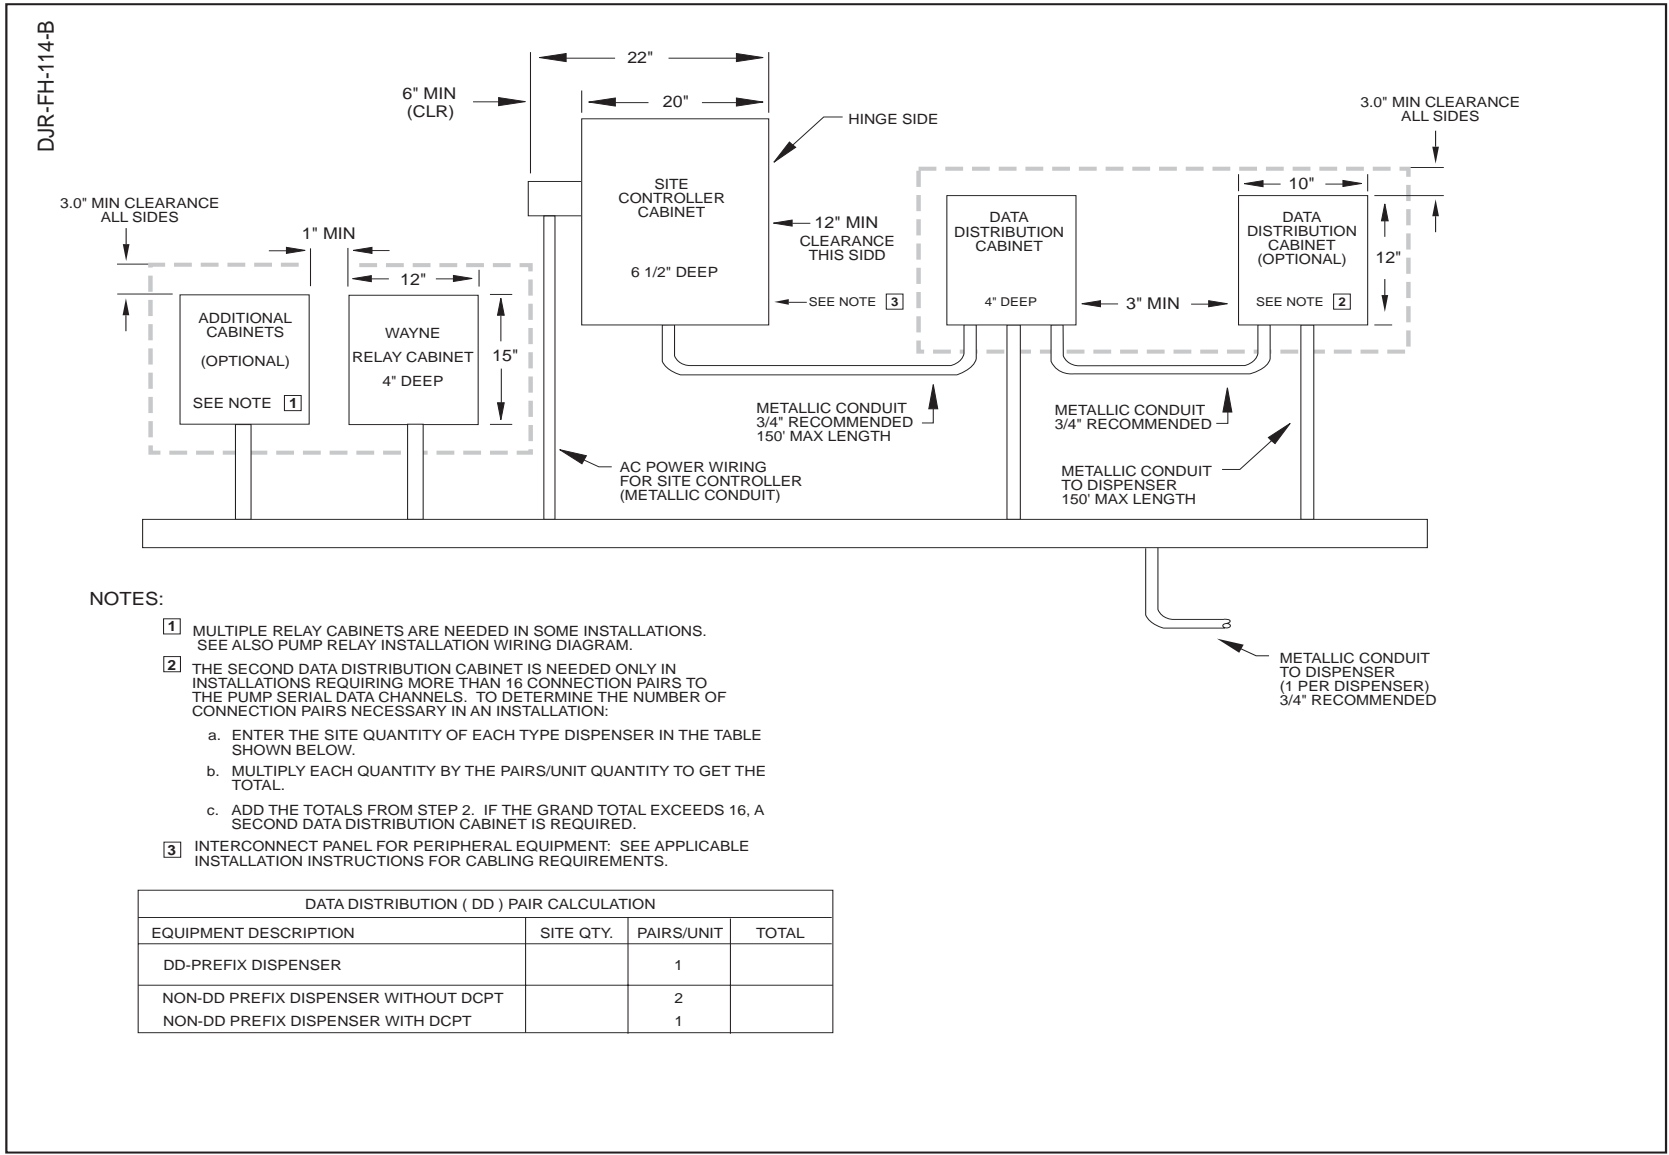 DJR-FH-114-B
22"
6" MIN
(CLR)
20"
HINGE SIDE
3.0" MIN CLEARANCE
ALL SIDES
SITE
CONTROLLER
CABINET
6 1/2" DEEP
12" MIN
CLEARANCE
THIS SIDD
SEE NOTE 3
DATA
DISTRIBUTION
CABINET
4" DEEP
3" MIN
10"
DATA
DISTRIBUTION
CABINET
(OPTIONAL)
SEE NOTE 2
12"
3.0" MIN CLEARANCE
ALL SIDES
1" MIN
12"
ADDITIONAL
CABINETS
(OPTIONAL)
SEE NOTE 1
WAYNE
RELAY CABINET
4" DEEP
15"
METALLIC CONDUIT
3/4" RECOMMENDED
150' MAX LENGTH
METALLIC CONDUIT
3/4" RECOMMENDED
AC POWER WIRING
FOR SITE CONTROLLER
(METALLIC CONDUIT)
METALLIC CONDUIT
TO DISPENSER
150' MAX LENGTH
METALLIC CONDUIT
TO DISPENSER
(1 PER DISPENSER)
3/4" RECOMMENDED
NOTES:
1 MULTIPLE RELAY CABINETS ARE NEEDED IN SOME INSTALLATIONS.
SEE ALSO PUMP RELAY INSTALLATION WIRING DIAGRAM.
2 THE SECOND DATA DISTRIBUTION CABINET IS NEEDED ONLY IN
INSTALLATIONS REQUIRING MORE THAN 16 CONNECTION PAIRS TO
THE PUMP SERIAL DATA CHANNELS. TO DETERMINE THE NUMBER OF
CONNECTION PAIRS NECESSARY IN AN INSTALLATION:
a. ENTER THE SITE QUANTITY OF EACH TYPE DISPENSER IN THE TABLE
SHOWN BELOW.
b. MULTIPLY EACH QUANTITY BY THE PAIRS/UNIT QUANTITY TO GET THE
TOTAL.
c. ADD THE TOTALS FROM STEP 2. IF THE GRAND TOTAL EXCEEDS 16, A
SECOND DATA DISTRIBUTION CABINET IS REQUIRED.
3 INTERCONNECT PANEL FOR PERIPHERAL EQUIPMENT: SEE APPLICABLE
INSTALLATION INSTRUCTIONS FOR CABLING REQUIREMENTS.
DATA DISTRIBUTION ( DD ) PAIR CALCULATION
EQUIPMENT DESCRIPTION SITE QTY. PAIRS/UNIT TOTAL
DD-PREFIX DISPENSER 1
NON-DD PREFIX DISPENSER WITHOUT DCPT 2
NON-DD PREFIX DISPENSER WITH DCPT 1